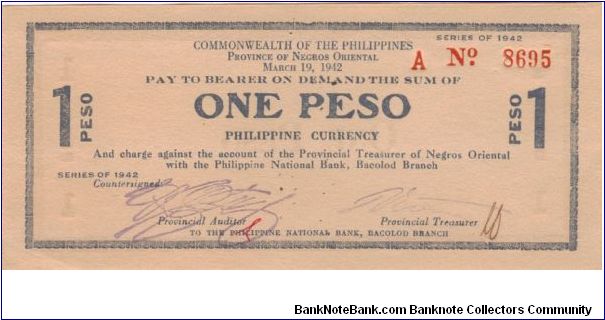 SERIES OF 1942
COMMONWEALTH OF THE PHILIPPINES
PROVINCE OF NEGROS ORIENTAL
MARCH 19, 1942
A No 8695
PAY TO BEARER ON DEMAND THE SUM OF
1 PESO
ONE PESO
PESO 1
PHILIPPINE CURRENCY
And charge against the account of the Provincial Treasurer of Negros Oriental
with the Philippine National Bank, Bacolod Branch
SERIES OF 1942
Countersigned
Provincial Auditor
Provincial Treasurer
TO THE PHILIPPINE NATIONAL BANK, BACOLOD BRANCH
BankNoteBank.com Banknote Collectors Community